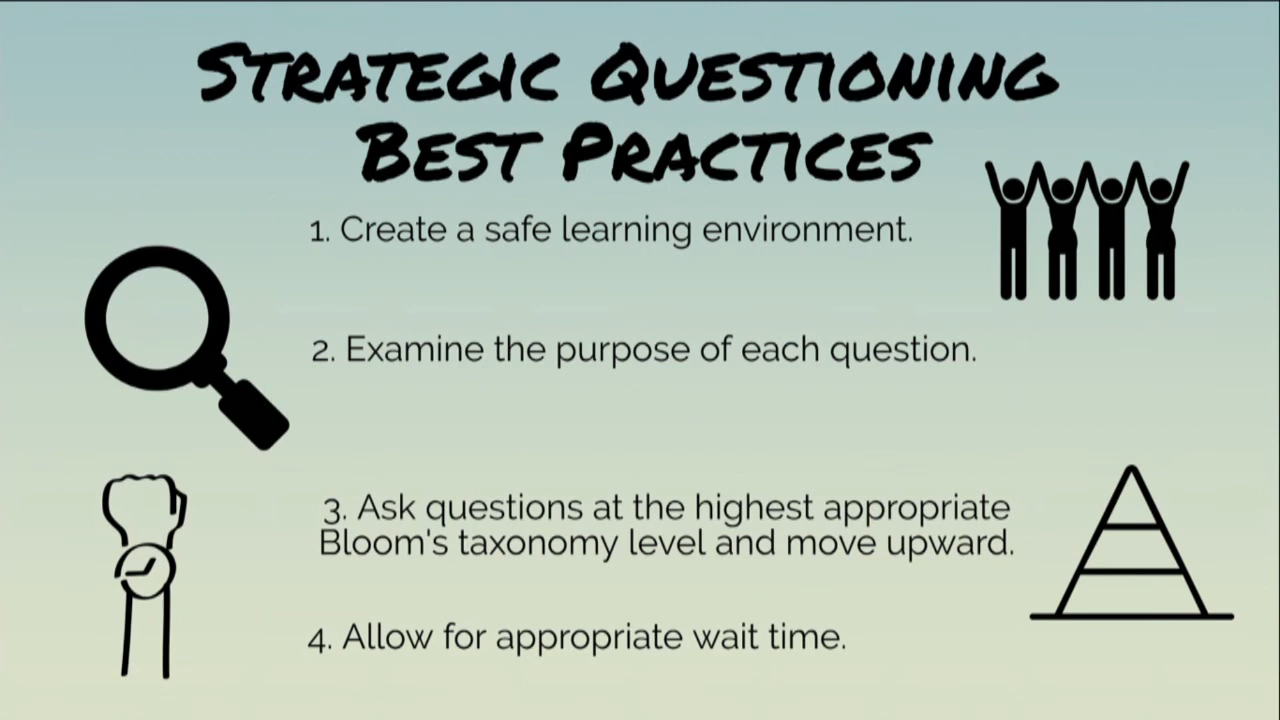 STRATEGIC QUESTIONING
BEST PRACTICES
1. Create a safe learning environment.
2. Examine the purpose of each question.
3. Ask questions at the highest appropriate
Bloom's taxonomy level and move upward.
4. Allow for appropriate wait time.